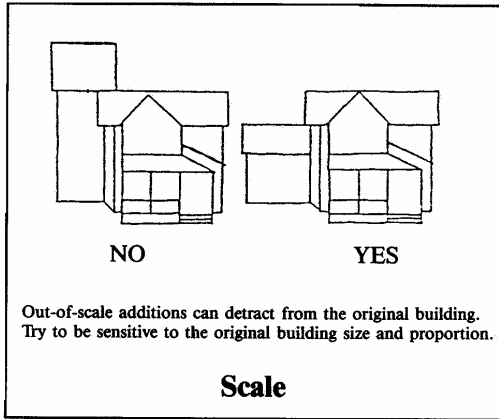 NO
YES
Out-of-scale additions can detract from the original building.
Try to be sensitive to the original building size and proportion.
Scale